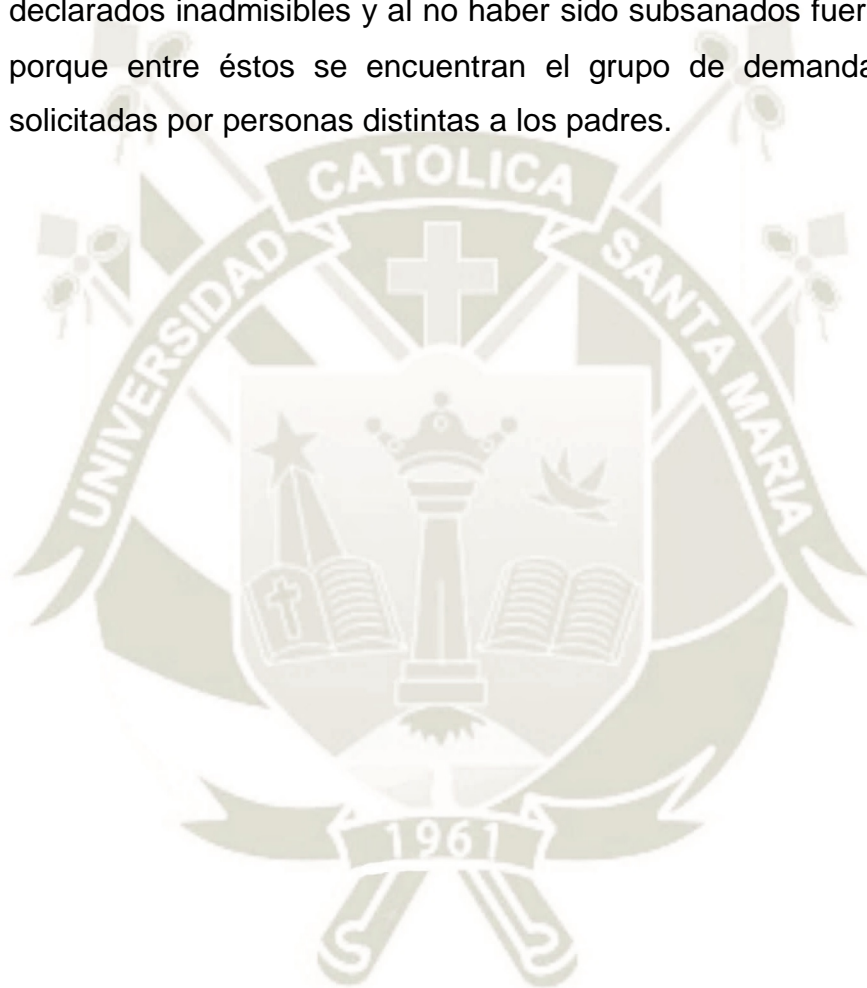 declarados inadmisibles y al no haber sido subsanados fuer
porque entre éstos se encuentran el grupo de demanda
solicitadas por personas distintas a los padres.
UNIVERSIDAD CATOLICA SANTA MARIA
1961